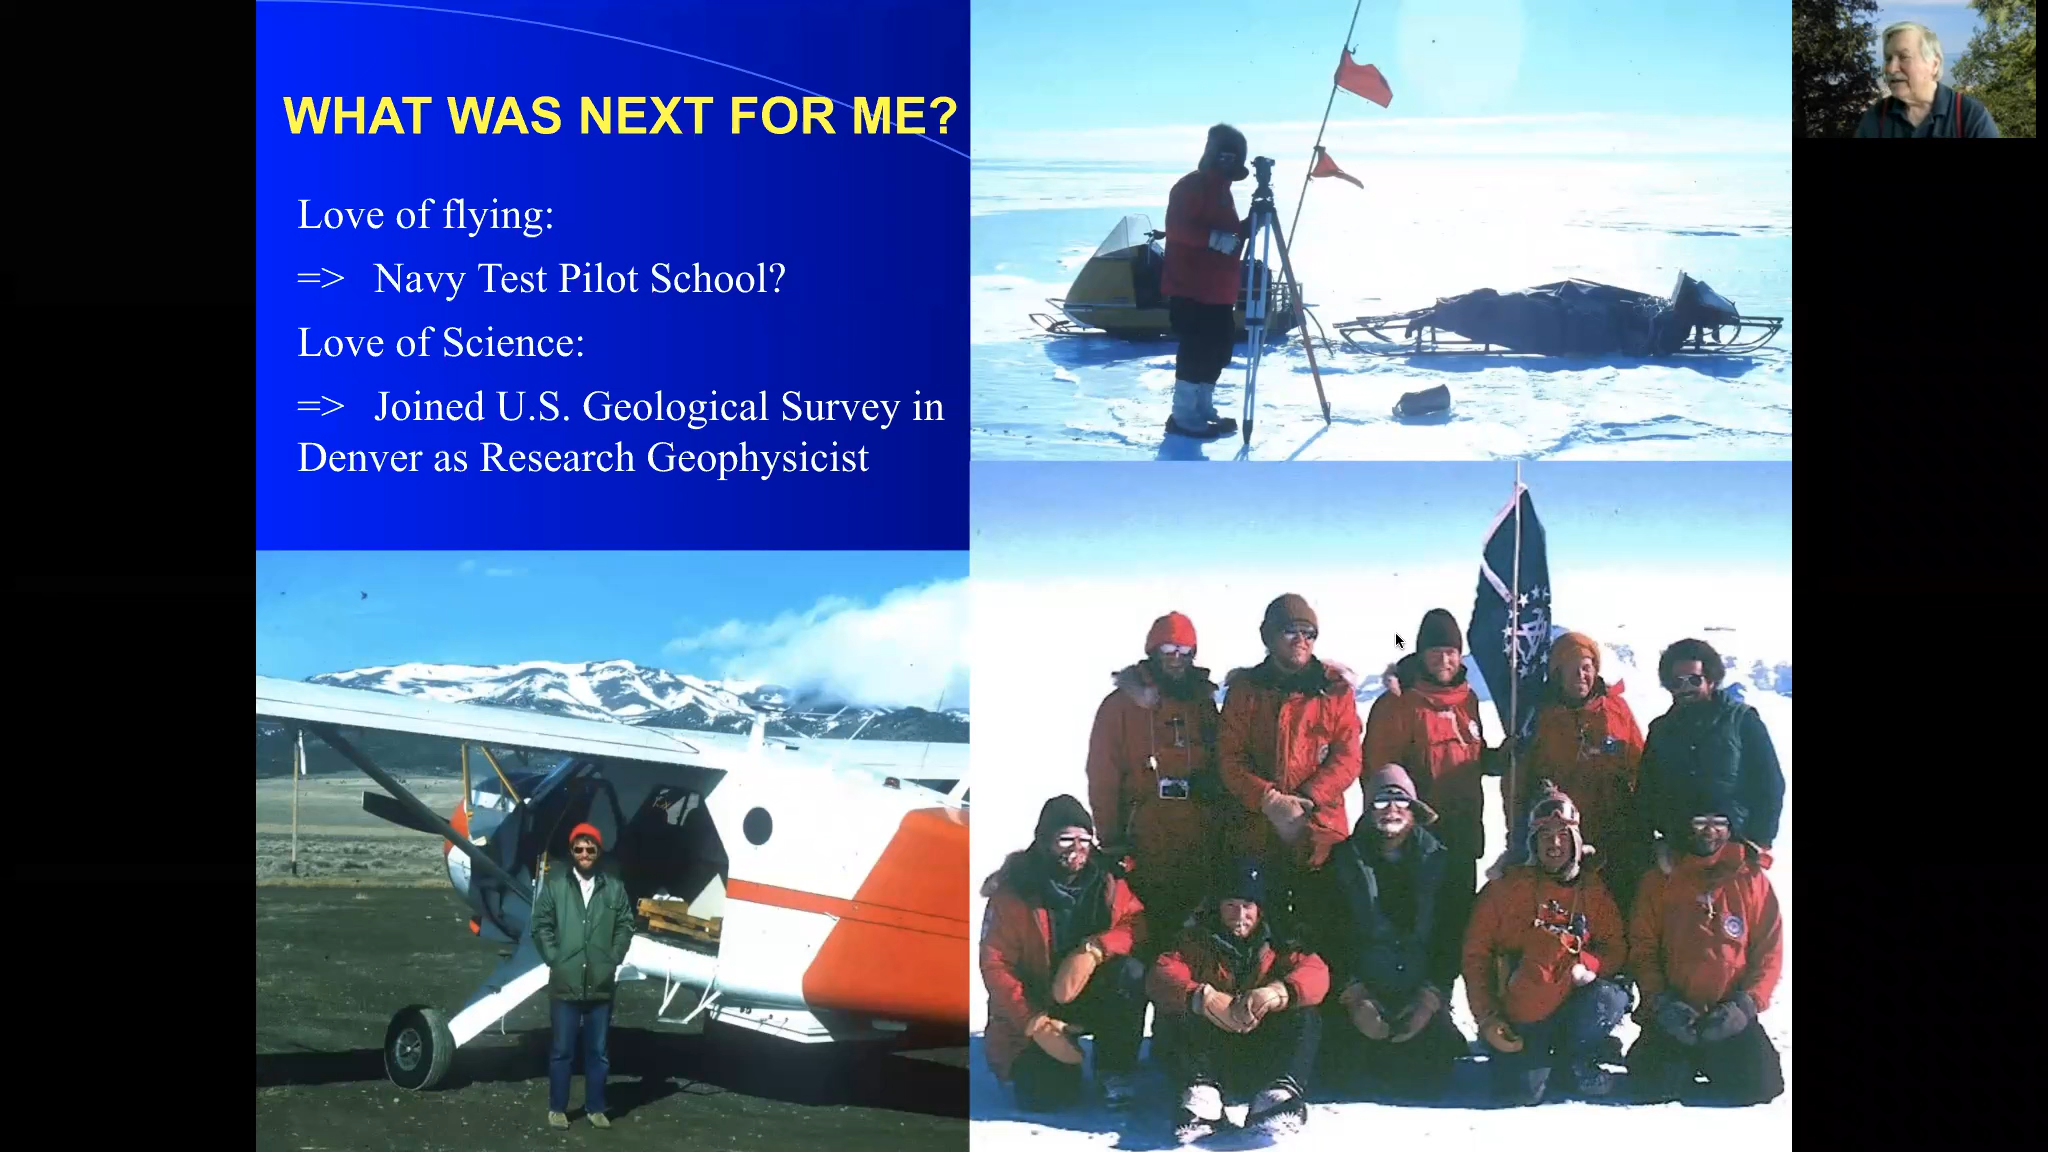 WHAT WAS NEXT FOR ME?
Love of flying:
=> Navy Test Pilot School?
Love of Science:
=> Joined U.S. Geological Survey in
Denver as Research Geophysicist